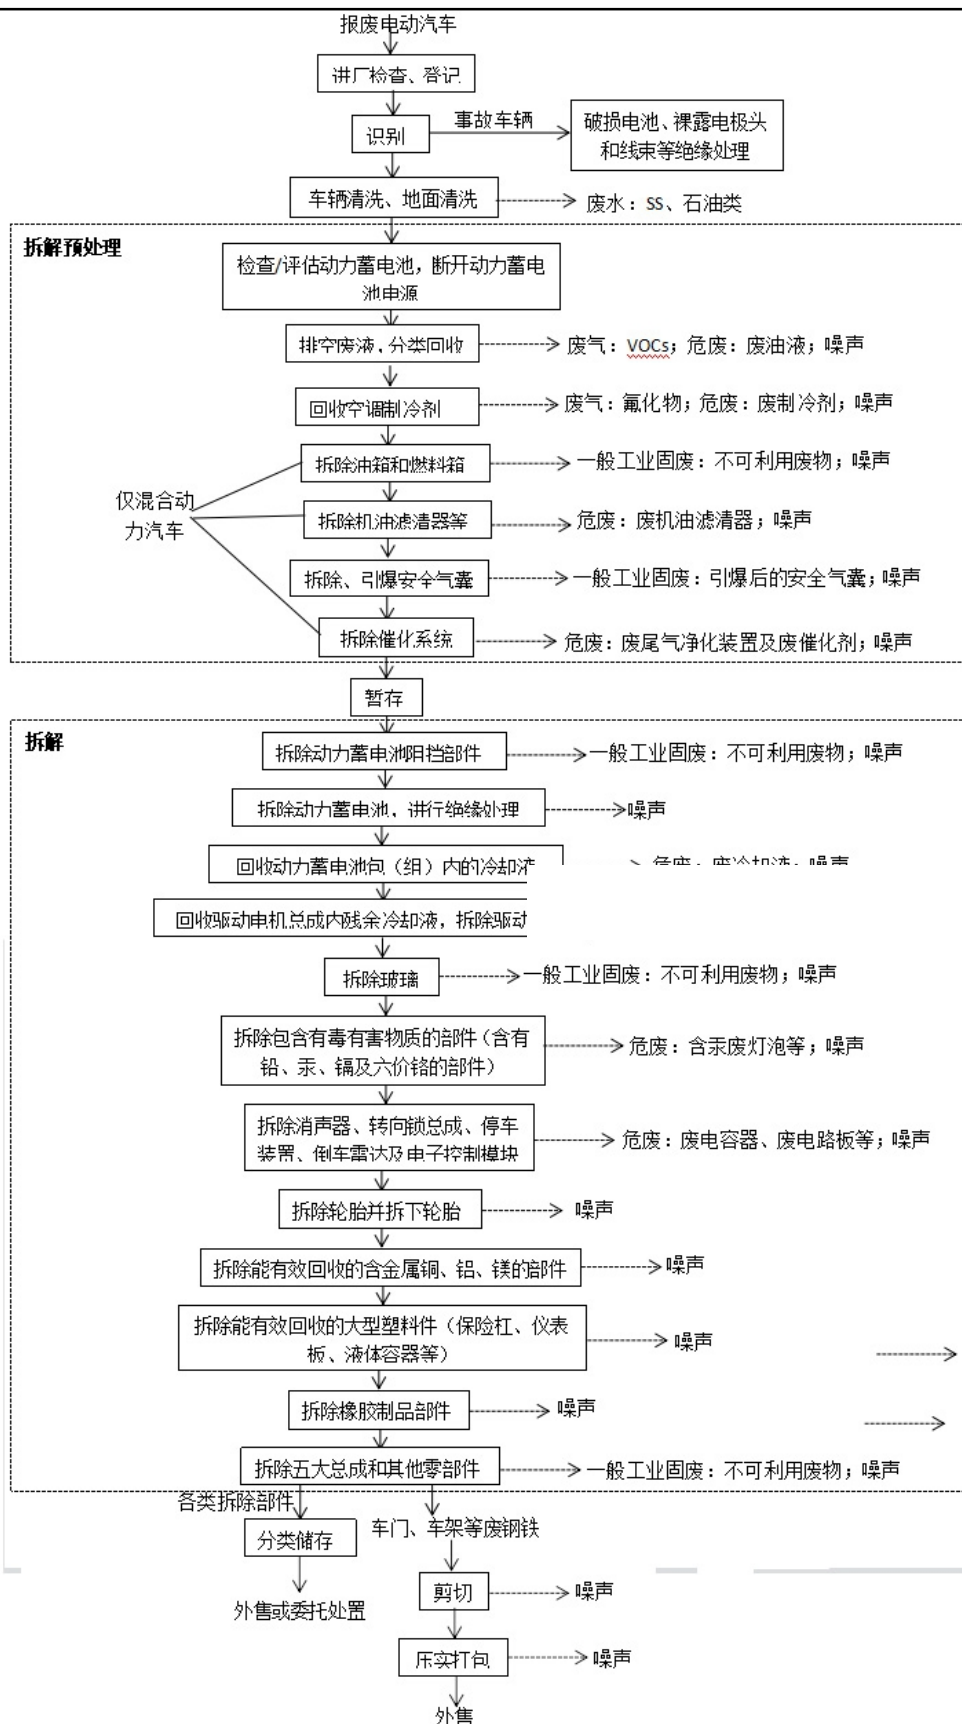 报废电动汽车
进厂检查、登记
识别
事故车辆
破损电池、裸露电极头
和线束等绝缘处理
车辆清洗、地面清洗
废水：SS、石油类
拆解预处理
检查/评估动力蓄电池，断开动力蓄电
池电源
排空废液，分类回收
废气：VOCs；危废：废油液；噪声
回收空调制冷剂
废气：氟化物；危废：废制冷剂；噪声
拆除油箱和燃料箱
一般工业固废：不可利用废物；噪声
仅混合动
力汽车
拆除机油滤清器等
危废：废机油滤清器；噪声
拆除、引爆安全气囊
一般工业固废：引爆后的安全气囊；噪声
拆除催化系统
危废：废尾气净化装置及废催化剂；噪声
暂存
拆解
拆除动力蓄电池阻挡部件
一般工业固废：不可利用废物；噪声
拆除动力蓄电池，进行绝缘处理
噪声
回收动力蓄电池包（组）内的冷却液
危废：废冷却液；噪声
回收驱动电机总成内残余冷却液，拆除驱动
拆除玻璃
一般工业固废：不可利用废物；噪声
拆除包含有毒有害物质的部件（含有
铅、汞、镉及六价铬的部件）
危废：含汞废灯泡等；噪声
拆除消声器、转向锁总成、停车
装置、倒车雷达及电子控制模块
危废：废电容器、废电路板等；噪声
拆除轮胎并拆下轮胎
噪声
拆除能有效回收的含金属铜、铝、镁的部件
噪声
拆除能有效回收的大型塑料件（保险杠、仪表
板、液体容器等）
噪声
拆除橡胶制品部件
噪声
拆除五大总成和其他零部件
一般工业固废：不可利用废物；噪声
各类拆除部件
分类储存
外售或委托处置
车门、车架等废钢铁
剪切
噪声
压实打包
噪声
外售